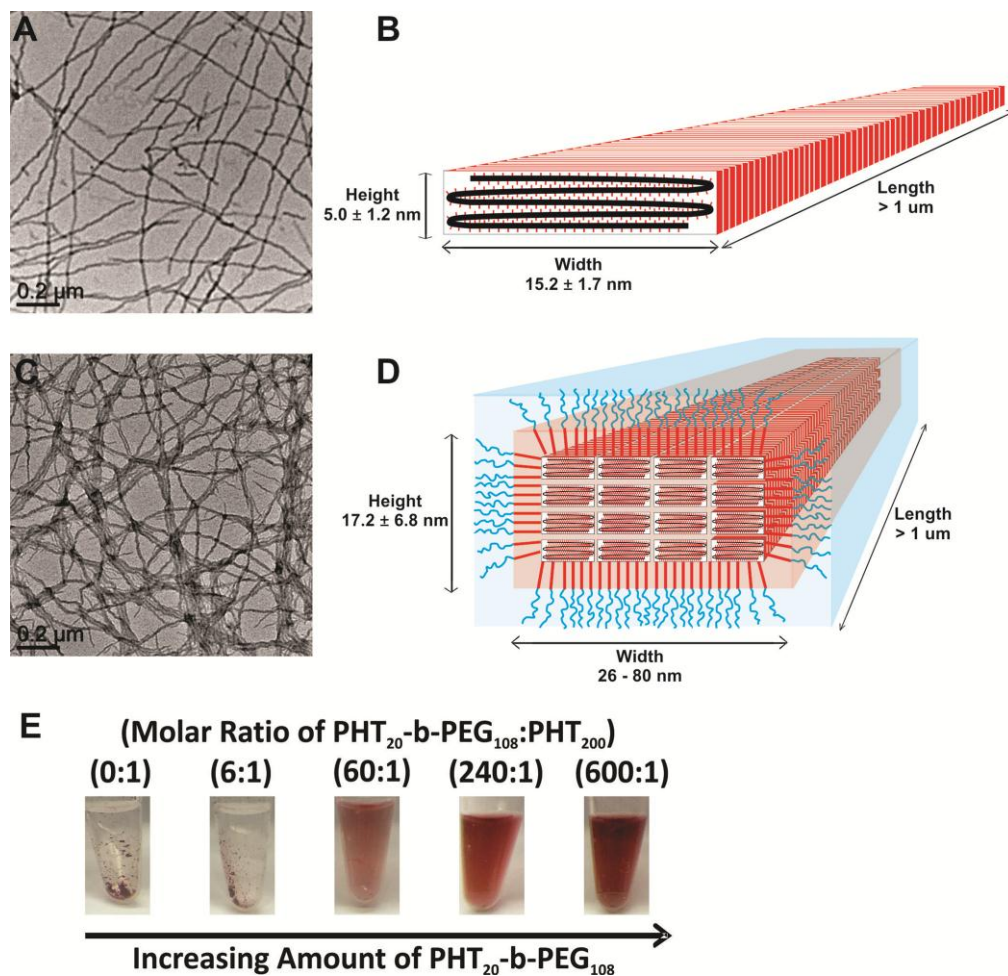 A
0.2 µm
B
Height
5.0 ± 1.2 nm
Width
15.2 ± 1.7 nm
Length
> 1 um
C
0.2 µm
D
Height
17.2 ± 6.8 nm
Width
26 - 80 nm
Length
> 1 um
E
(Molar Ratio of PHT20-b-PEG108:PHT200)
(0:1) (6:1) (60:1) (240:1) (600:1)
Increasing Amount of PHT20-b-PEG108